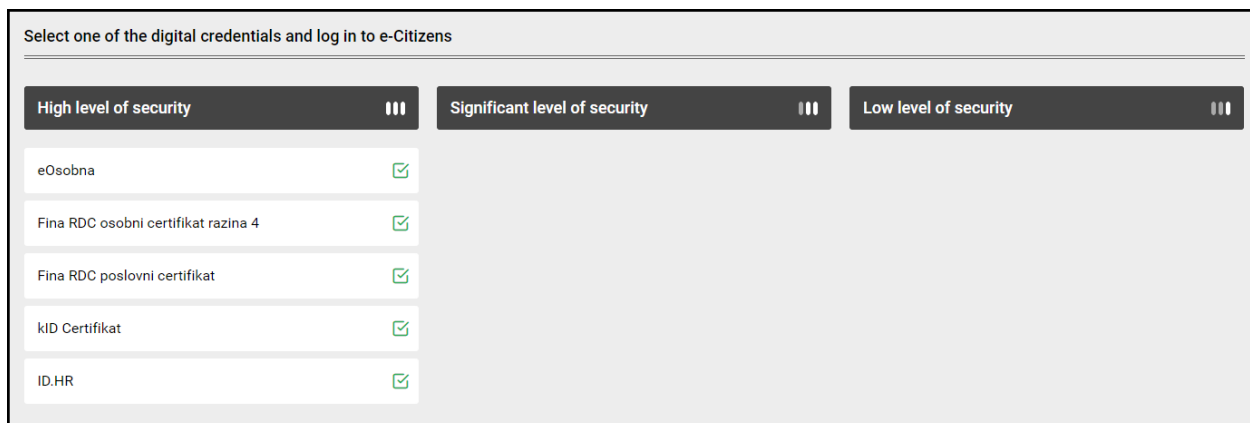 Select one of the digital credentials and log in to e-Citizens
High level of security
Significant level of security
Low level of security
eOsobna
Fina RDC osobni certifikat razina 4
Fina RDC poslovni certifikat
kID Certifikat
ID.HR